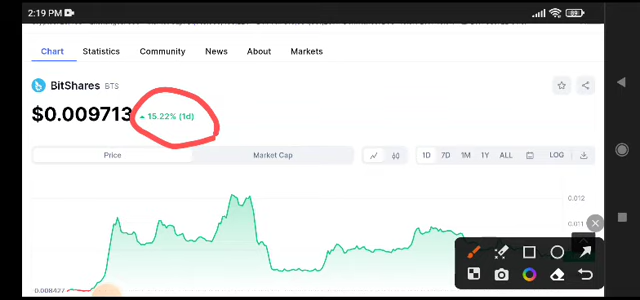 2:19 PM
Chart Statistics Community News About Markets
BitShares BTS
$0.009713 15.22% (1d)
Price Market Cap 1D 7D 1M 1Y ALL LOG
0.012
0.011
0.008427